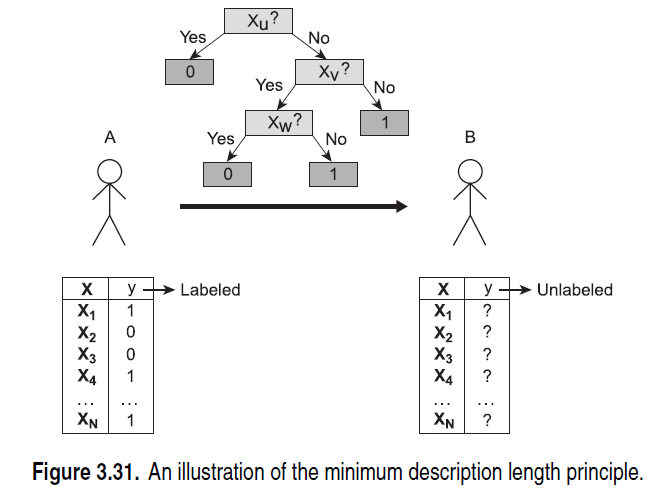 Xu?
Yes No
0 Xv?
Yes No
Xw? 1
A B
Yes No
0 1
X y Labeled
X1 1
X2 0
X3 0
X4 1
... ...
XN 1
X y Unlabeled
X1 ?
X2 ?
X3 ?
X4 ?
... ...
XN ?
Figure 3.31. An illustration of the minimum description length principle.